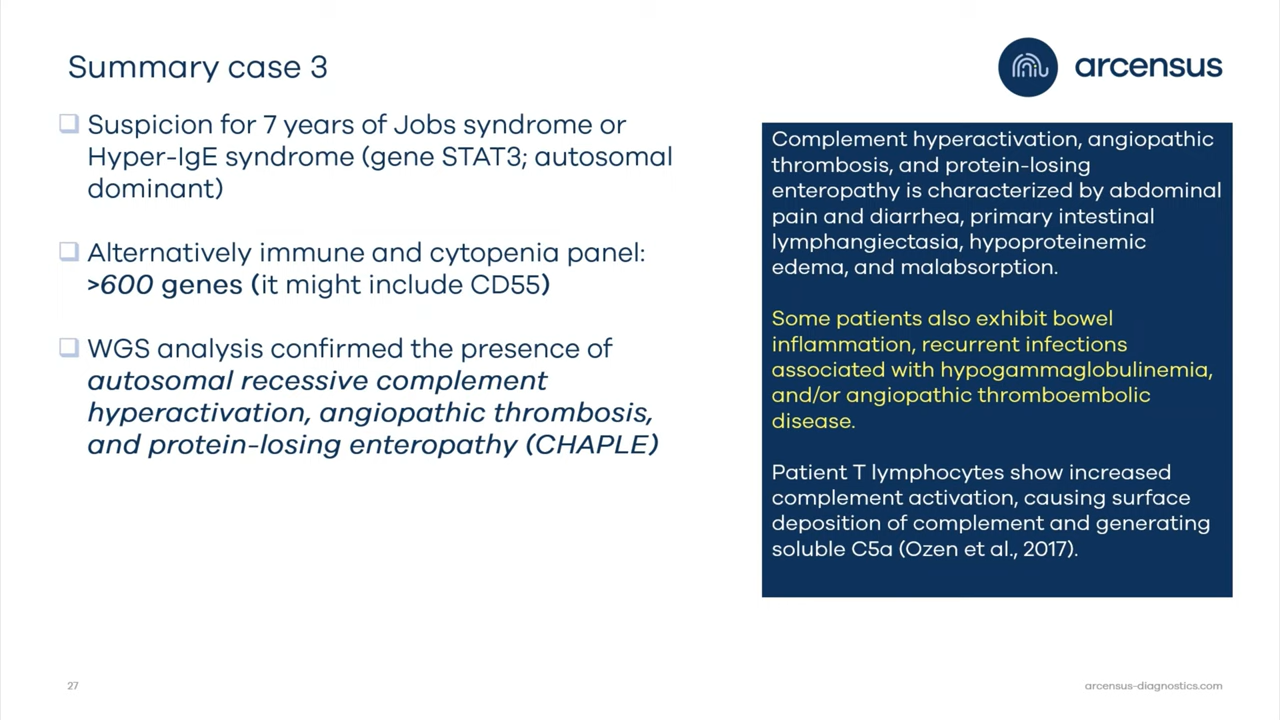 Summary case 3
arcensus
Suspicion for 7 years of Jobs syndrome or
Hyper-IgE syndrome (gene STAT3; autosomal
dominant)
Alternatively immune and cytopenia panel:
>600 genes (it might include CD55)
WGS analysis confirmed the presence of
autosomal recessive complement
hyperactivation, angiopathic thrombosis,
and protein-losing enteropathy (CHAPLE)
Complement hyperactivation, angiopathic
thrombosis, and protein-losing
enteropathy is characterized by abdominal
pain and diarrhea, primary intestinal
lymphangiectasia, hypoproteinemic
edema, and malabsorption.
Some patients also exhibit bowel
inflammation, recurrent infections
associated with hypogammaglobulinemia,
and/or angiopathic thromboembolic
disease.
Patient T lymphocytes show increased
complement activation, causing surface
deposition of complement and generating
soluble C5a (Ozen et al., 2017).
27
arcensus-diagnostics.com